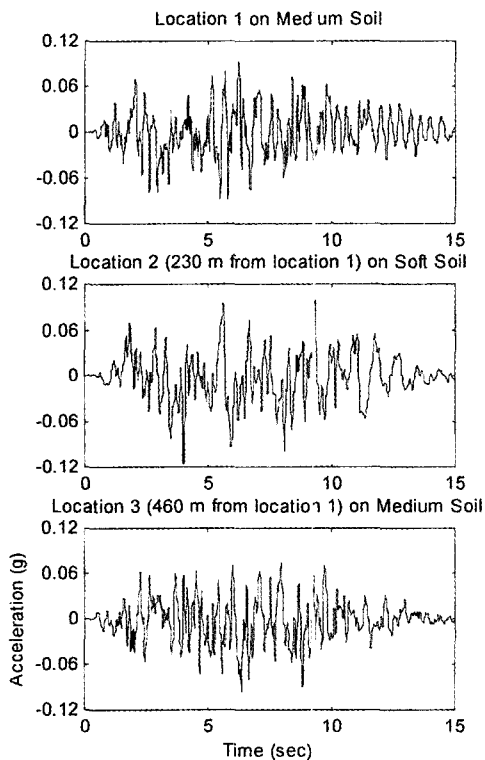 Location 1 on Medium Soil
0.12
0.06
0
-0.06
-0.12
0 5 10 15
Location 2 (230 m from location 1) on Soft Soil
0.12
0.06
0
-0.06
-0.12
0 5 10 15
Location 3 (460 m from location 1) on Medium Soil
0.12
0.06
0
-0.06
-0.12
0 5 10 15
Acceleration (g)
Time (sec)